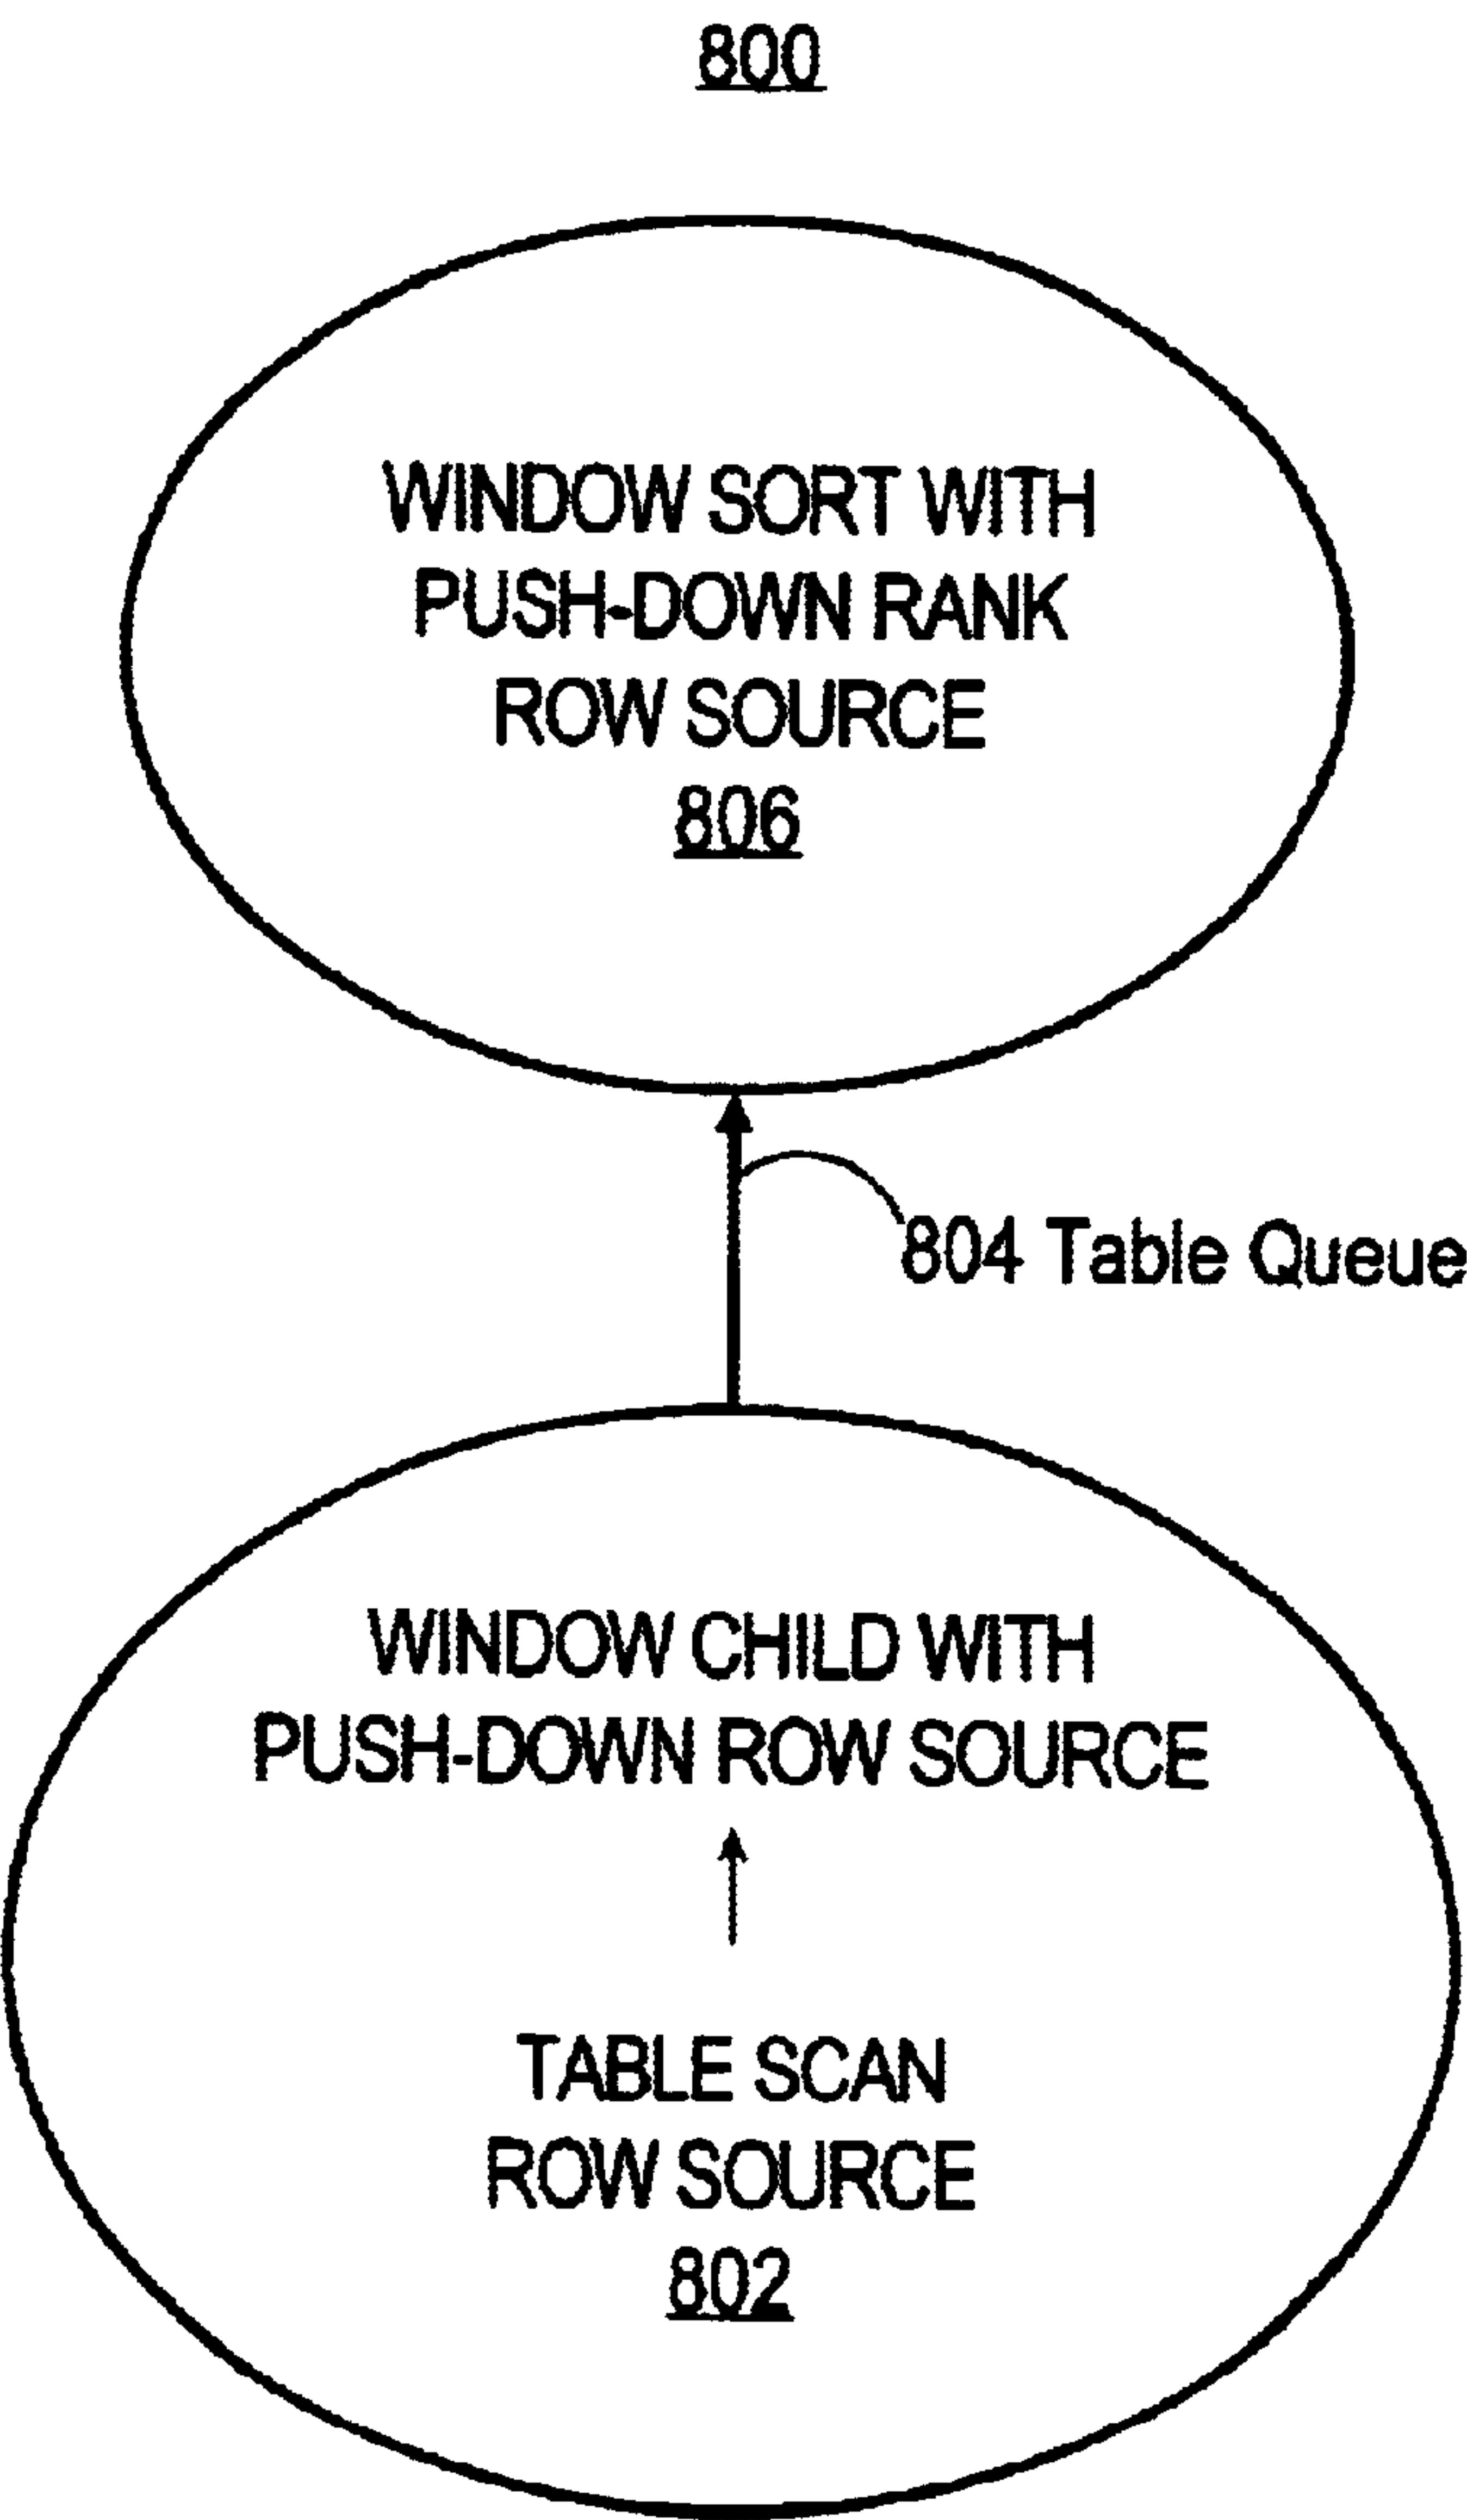 800
WINDOW SORT WITH
PUSH-DOWN RANK
ROW SOURCE
806
804 Table Queue
WINDOW CHILD WITH
PUSH-DOWN ROW SOURCE
TABLE SCAN
ROW SOURCE
802